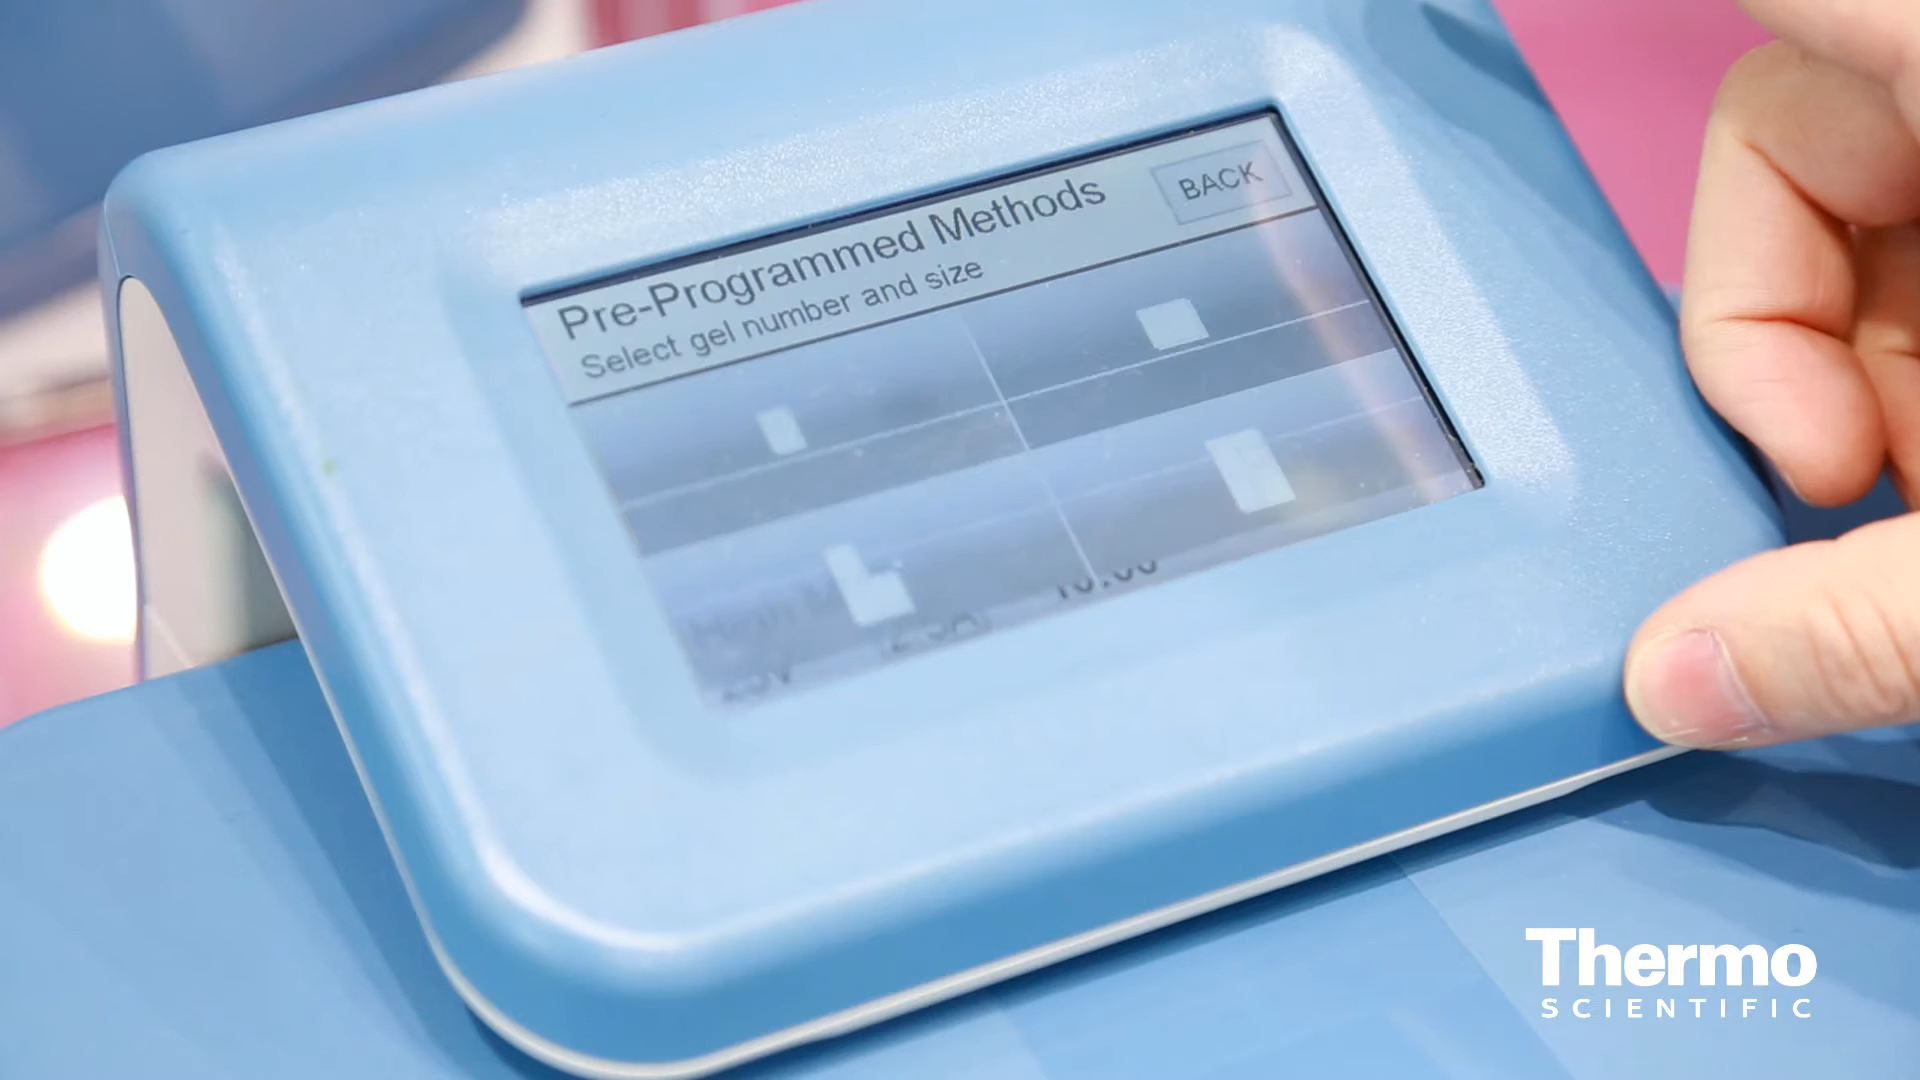 Pre-Programmed Methods
BACK
Select gel number and size
Thermo
SCIENTIFIC